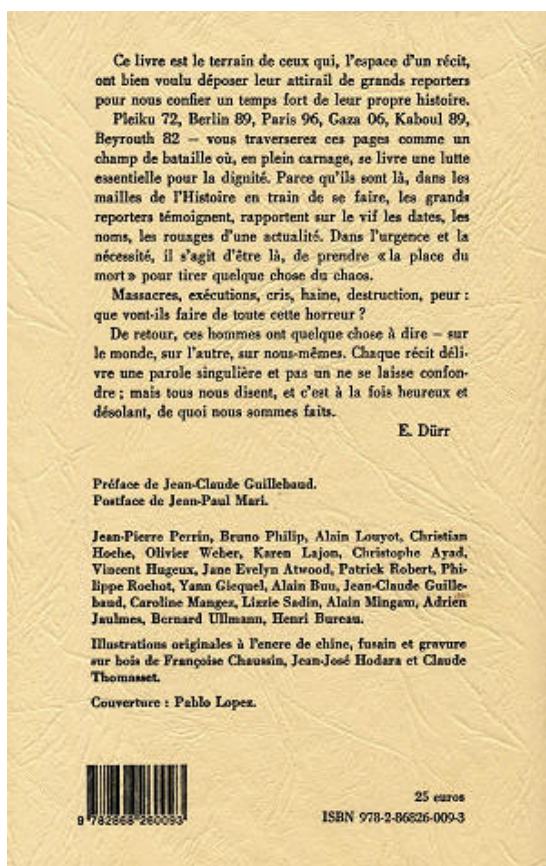 Ce livre est le terrain de ceux qui, l'espace d'un récit,
ont bien voulu déposer leur attirail de grands reporters
pour nous confier un temps fort de leur propre histoire.
Pleiku 72, Berlin 89, Paris 96, Gaza 06, Kaboul 89,
Beyrouth 82 – vous traverserez ces pages comme un
champ de bataille où, en plein carnage, se livre une lutte
essentielle pour la dignité. Parce qu'ils sont là, dans les
mailles de l'Histoire en train de se faire, les grands
reporters témoignent, rapportent sur le vif les dates, les
noms, les rouages d'une actualité. Dans l'urgence et la
nécessité, il s'agit d'être là, de prendre « la place du
mort » pour tirer quelque chose du chaos.
Massacres, exécutions, cris, haine, destruction, peur :
que vont-ils faire de toute cette horreur ?
De retour, ces hommes ont quelque chose à dire – sur
le monde, sur l'autre, sur nous-mêmes. Chaque récit déli-
vre une parole singulière et pas un ne se laisse confon-
dre ; mais tous nous disent, et c'est à la fois heureux et
désolant, de quoi nous sommes faits.
E. Dürr
Préface de Jean-Claude Guillebaud.
Postface de Jean-Paul Mari.
Jean-Pierre Perrin, Bruno Philip, Alain Louyot, Christian
Hoche, Olivier Weber, Karen Lajon, Christophe Ayad,
Vincent Hugeux, Jane Evelyn Atwood, Patrick Robert, Phi-
lippe Rochot, Yann Gicquel, Alain Buu, Jean-Claude Guille-
baud, Caroline Mangez, Lizzie Sadin, Alain Mingam, Adrien
Jaulmes, Bernard Ullmann, Henri Bureau.
Illustrations originales à l'encre de chine, fusain et gravure
sur bois de Françoise Chaussin, Jean-José Hodara et Claude
Thomasset.
Couverture : Pablo Lopez.
25 euros
9 782868 260093
ISBN 978-2-86826-009-3